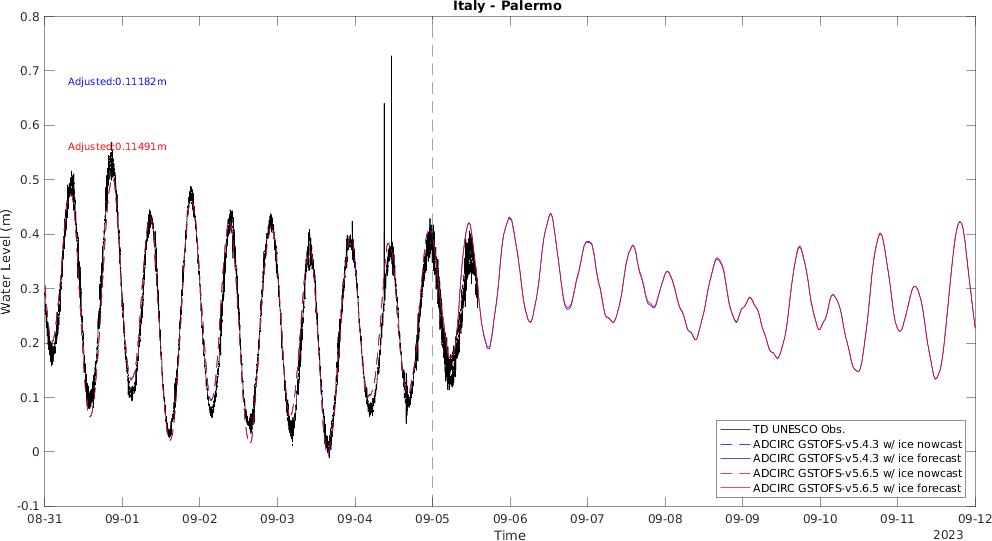 Italy - Palermo
Water Level (m)
0.8
0.7
0.6
0.5
0.4
0.3
0.2
0.1
0
-0.1
Adjusted:0.11182m
Adjusted:0.11491m
TD UNESCO Obs.
ADCIRC GSTOFS-v5.4.3 w/ ice nowcast
ADCIRC GSTOFS-v5.4.3 w/ ice forecast
ADCIRC GSTOFS-v5.6.5 w/ ice nowcast
ADCIRC GSTOFS-v5.6.5 w/ ice forecast
08-31 09-01 09-02 09-03 09-04 09-05 09-06 09-07 09-08 09-09 09-10 09-11 09-12
Time
2023